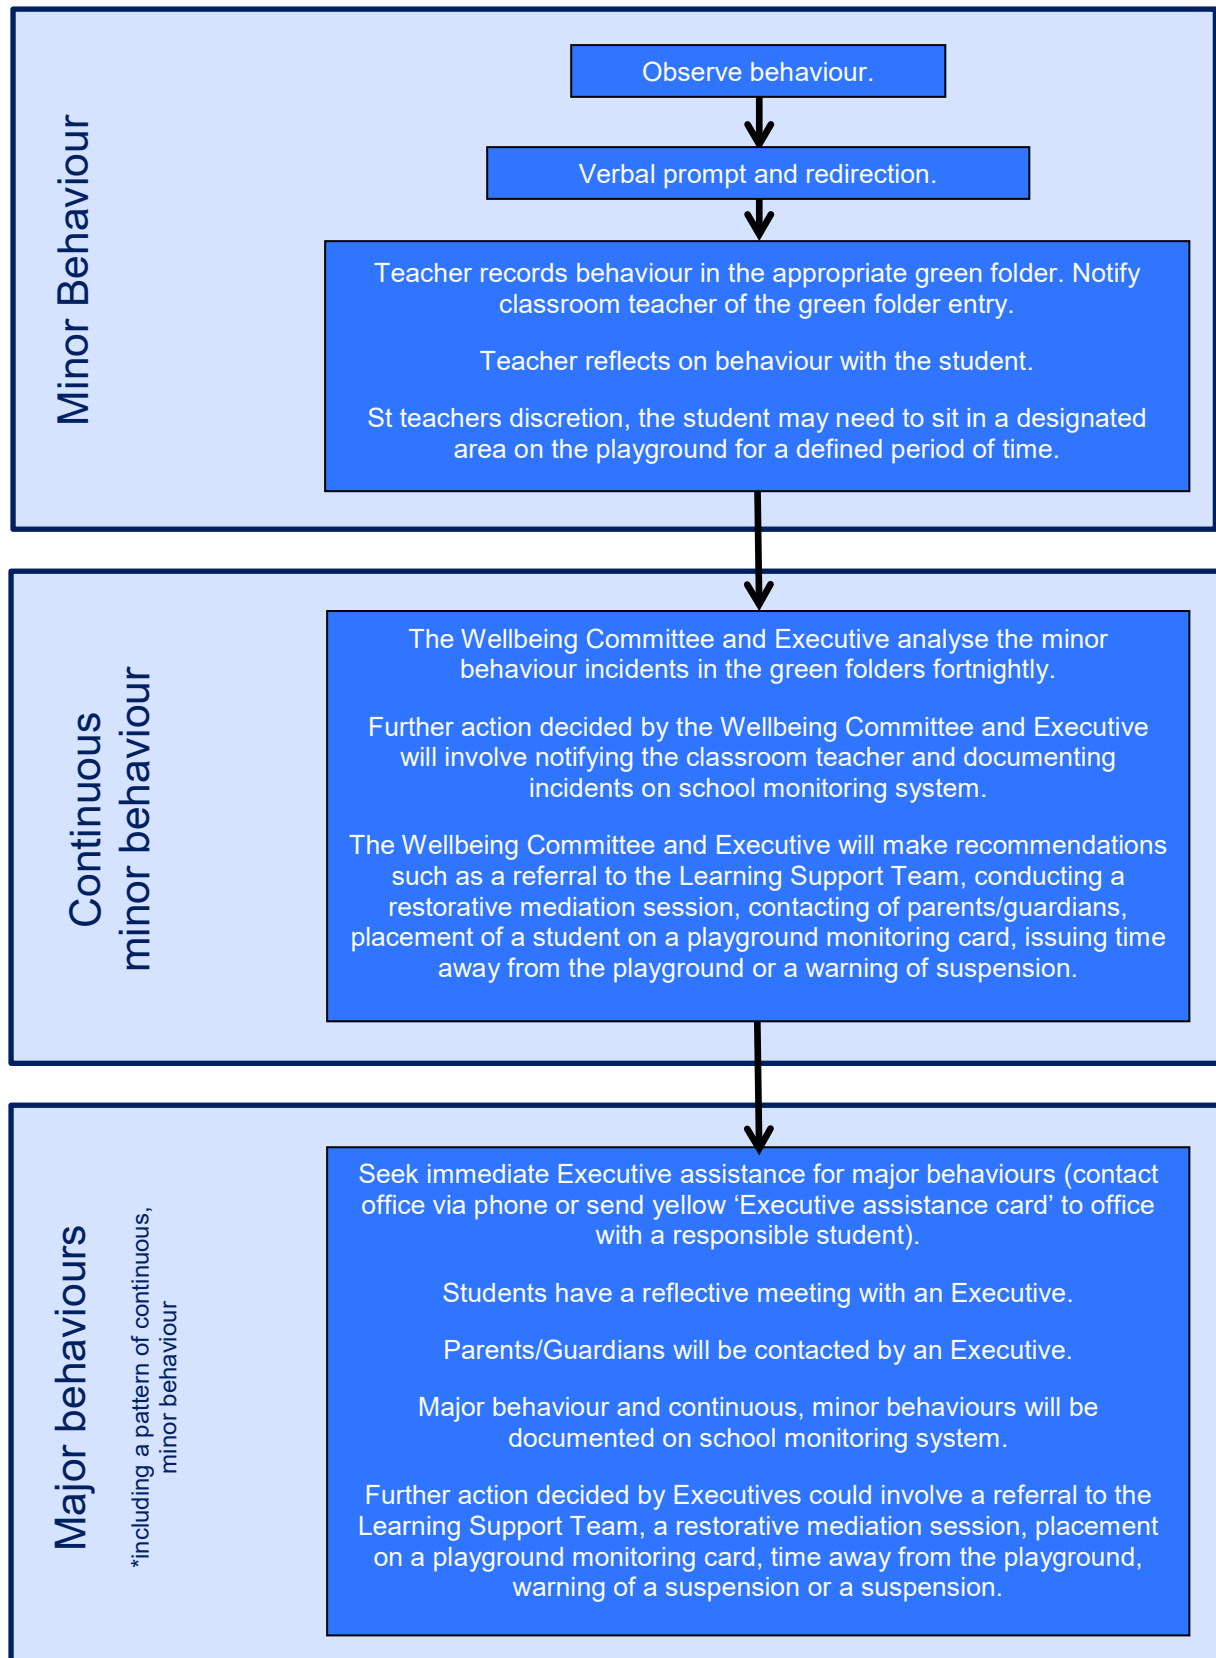 Minor Behaviour
Observe behaviour.
Verbal prompt and redirection.
Teacher records behaviour in the appropriate green folder. Notify
classroom teacher of the green folder entry.
Teacher reflects on behaviour with the student.
St teachers discretion, the student may need to sit in a designated
area on the playground for a defined period of time.
Continuous
minor behaviour
The Wellbeing Committee and Executive analyse the minor
behaviour incidents in the green folders fortnightly.
Further action decided by the Wellbeing Committee and Executive
will involve notifying the classroom teacher and documenting
incidents on school monitoring system.
The Wellbeing Committee and Executive will make recommendations
such as a referral to the Learning Support Team, conducting a
restorative mediation session, contacting of parents/guardians,
placement of a student on a playground monitoring card, issuing time
away from the playground or a warning of suspension.
Major behaviours
*including a pattern of continuous,
minor behaviour
Seek immediate Executive assistance for major behaviours (contact
office via phone or send yellow ‘Executive assistance card’ to office
with a responsible student).
Students have a reflective meeting with an Executive.
Parents/Guardians will be contacted by an Executive.
Major behaviour and continuous, minor behaviours will be
documented on school monitoring system.
Further action decided by Executives could involve a referral to the
Learning Support Team, a restorative mediation session, placement
on a playground monitoring card, time away from the playground,
warning of a suspension or a suspension.